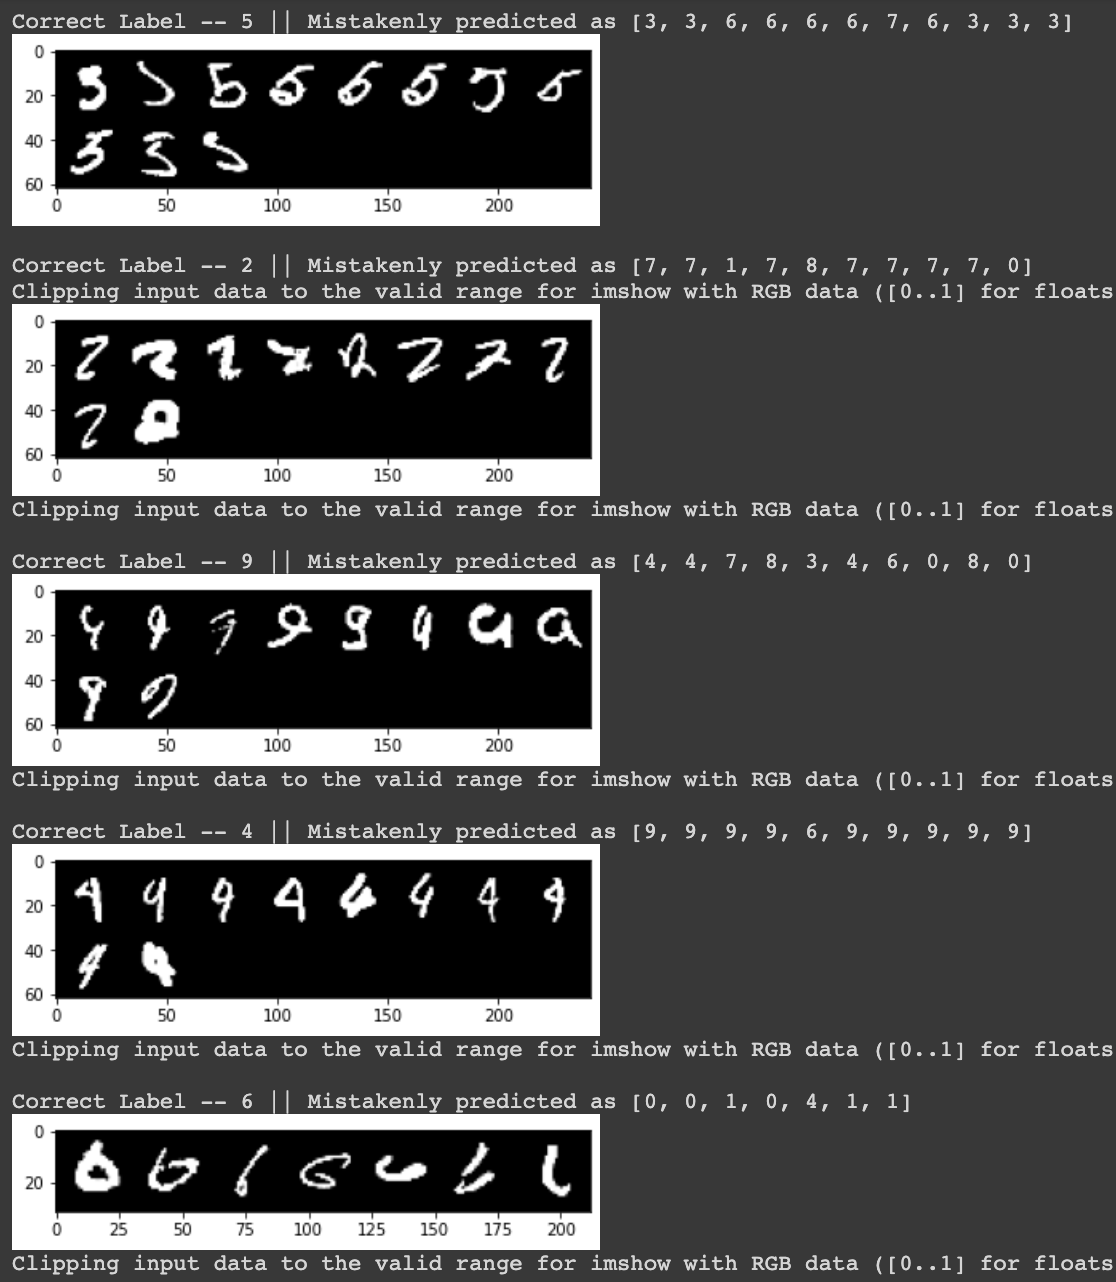 Correct Label -- 5 || Mistakenly predicted as [3, 3, 6, 6, 6, 6, 7, 6, 3, 3, 3]
0
20
40
60
0 50 100 150 200
Correct Label -- 2 || Mistakenly predicted as [7, 7, 1, 7, 8, 7, 7, 7, 7, 0]
Clipping input data to the valid range for imshow with RGB data ([0..1] for floats
0
20
40
60
0 50 100 150 200
Clipping input data to the valid range for imshow with RGB data ([0..1] for floats
Correct Label -- 9 || Mistakenly predicted as [4, 4, 7, 8, 3, 4, 6, 0, 8, 0]
0
20
40
60
0 50 100 150 200
Clipping input data to the valid range for imshow with RGB data ([0..1] for floats
Correct Label -- 4 || Mistakenly predicted as [9, 9, 9, 9, 6, 9, 9, 9, 9, 9]
0
20
40
60
0 50 100 150 200
Clipping input data to the valid range for imshow with RGB data ([0..1] for floats
Correct Label -- 6 || Mistakenly predicted as [0, 0, 1, 0, 4, 1, 1]
0
20
0 25 50 75 100 125 150 175 200
Clipping input data to the valid range for imshow with RGB data ([0..1] for floats